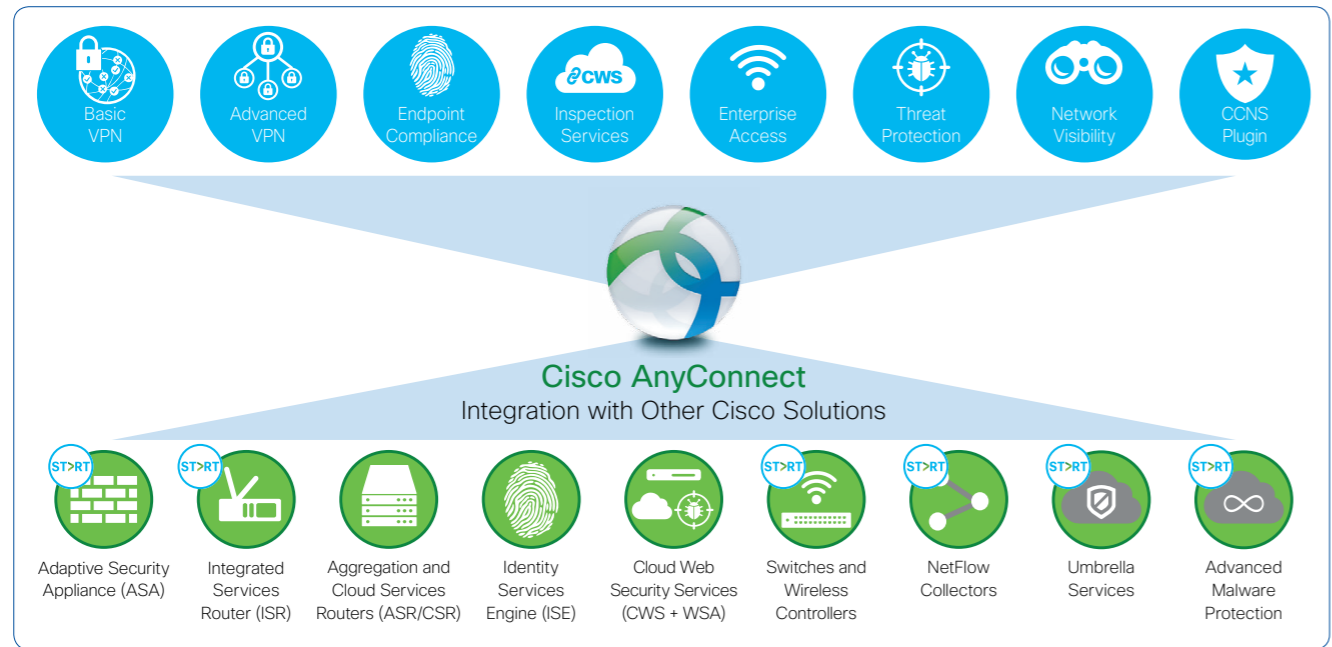 CWS
Basic
VPN
Advanced
VPN
Endpoint
Compliance
Inspection
Services
Enterprise
Access
Threat
Protection
Network
Visibility
CCNS
Plugin
Cisco AnyConnect
Integration with Other Cisco Solutions
ST>RT
ST>RT
ST>RT
ST>RT
ST>RT
ST>RT
Adaptive Security
Appliance (ASA)
Integrated
Services
Router (ISR)
Aggregation and
Cloud Services
Routers (ASR/CSR)
Identity
Services
Engine (ISE)
Cloud Web
Security Services
(CWS + WSA)
Switches and
Wireless
Controllers
NetFlow
Collectors
Umbrella
Services
Advanced
Malware
Protection